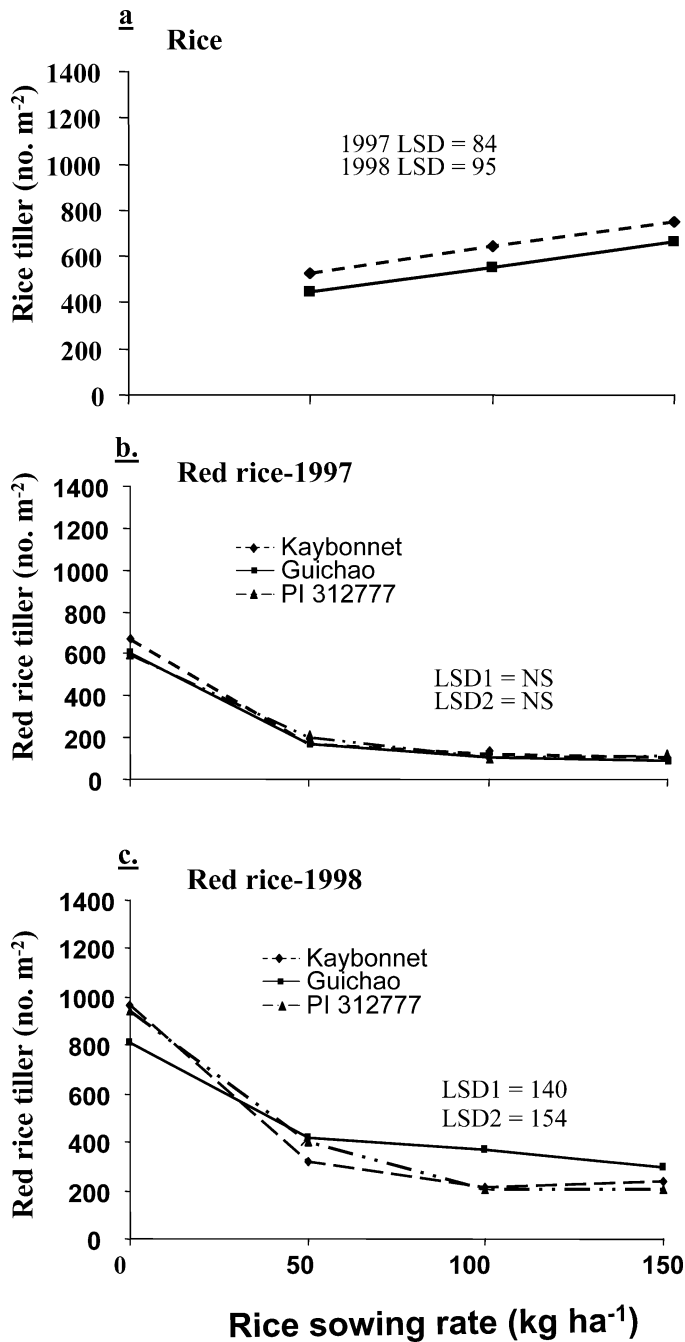 a
Rice
Rice tiller (no. m⁻²)
1400
1200
1000
800
600
400
200
0
1997 LSD = 84
1998 LSD = 95
b.
Red rice-1997
Red rice tiller (no. m⁻²)
1400
1200
1000
800
600
400
200
0
Kaybonnet
Guichao
PI 312777
LSD1 = NS
LSD2 = NS
c.
Red rice-1998
Red rice tiller (no. m⁻²)
1400
1200
1000
800
600
400
200
0
Kaybonnet
Guichao
PI 312777
LSD1 = 140
LSD2 = 154
0 50 100 150
Rice sowing rate (kg ha⁻¹)